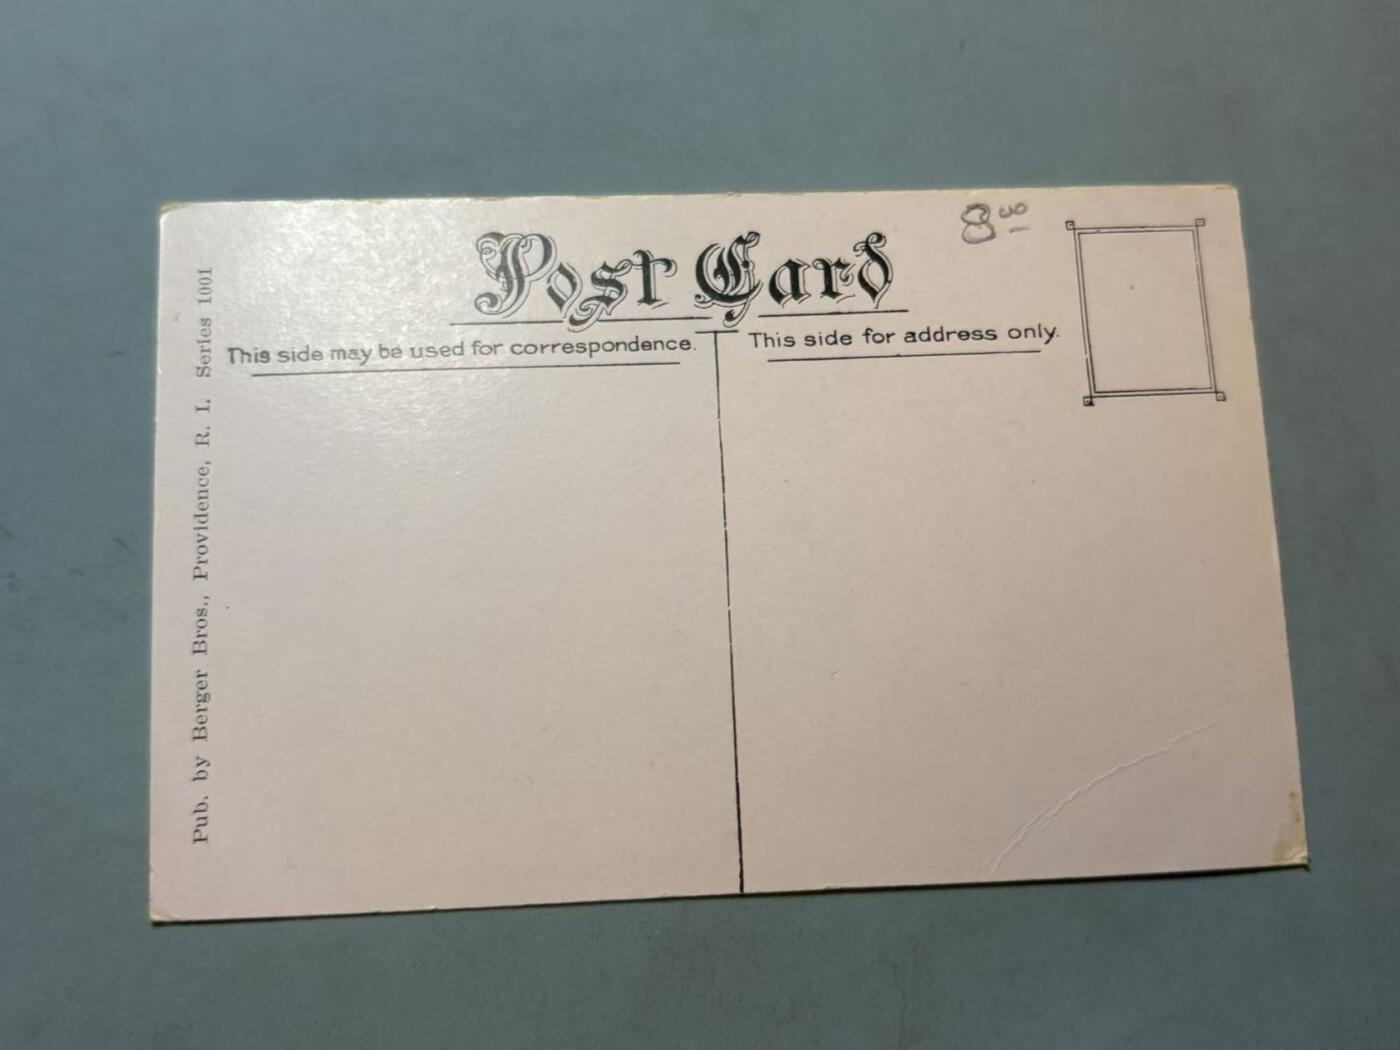 Post Card
8 00
This side may be used for correspondence.
This side for address only.
Pub. by Berger Bros., Providence, R. I. Series 1001